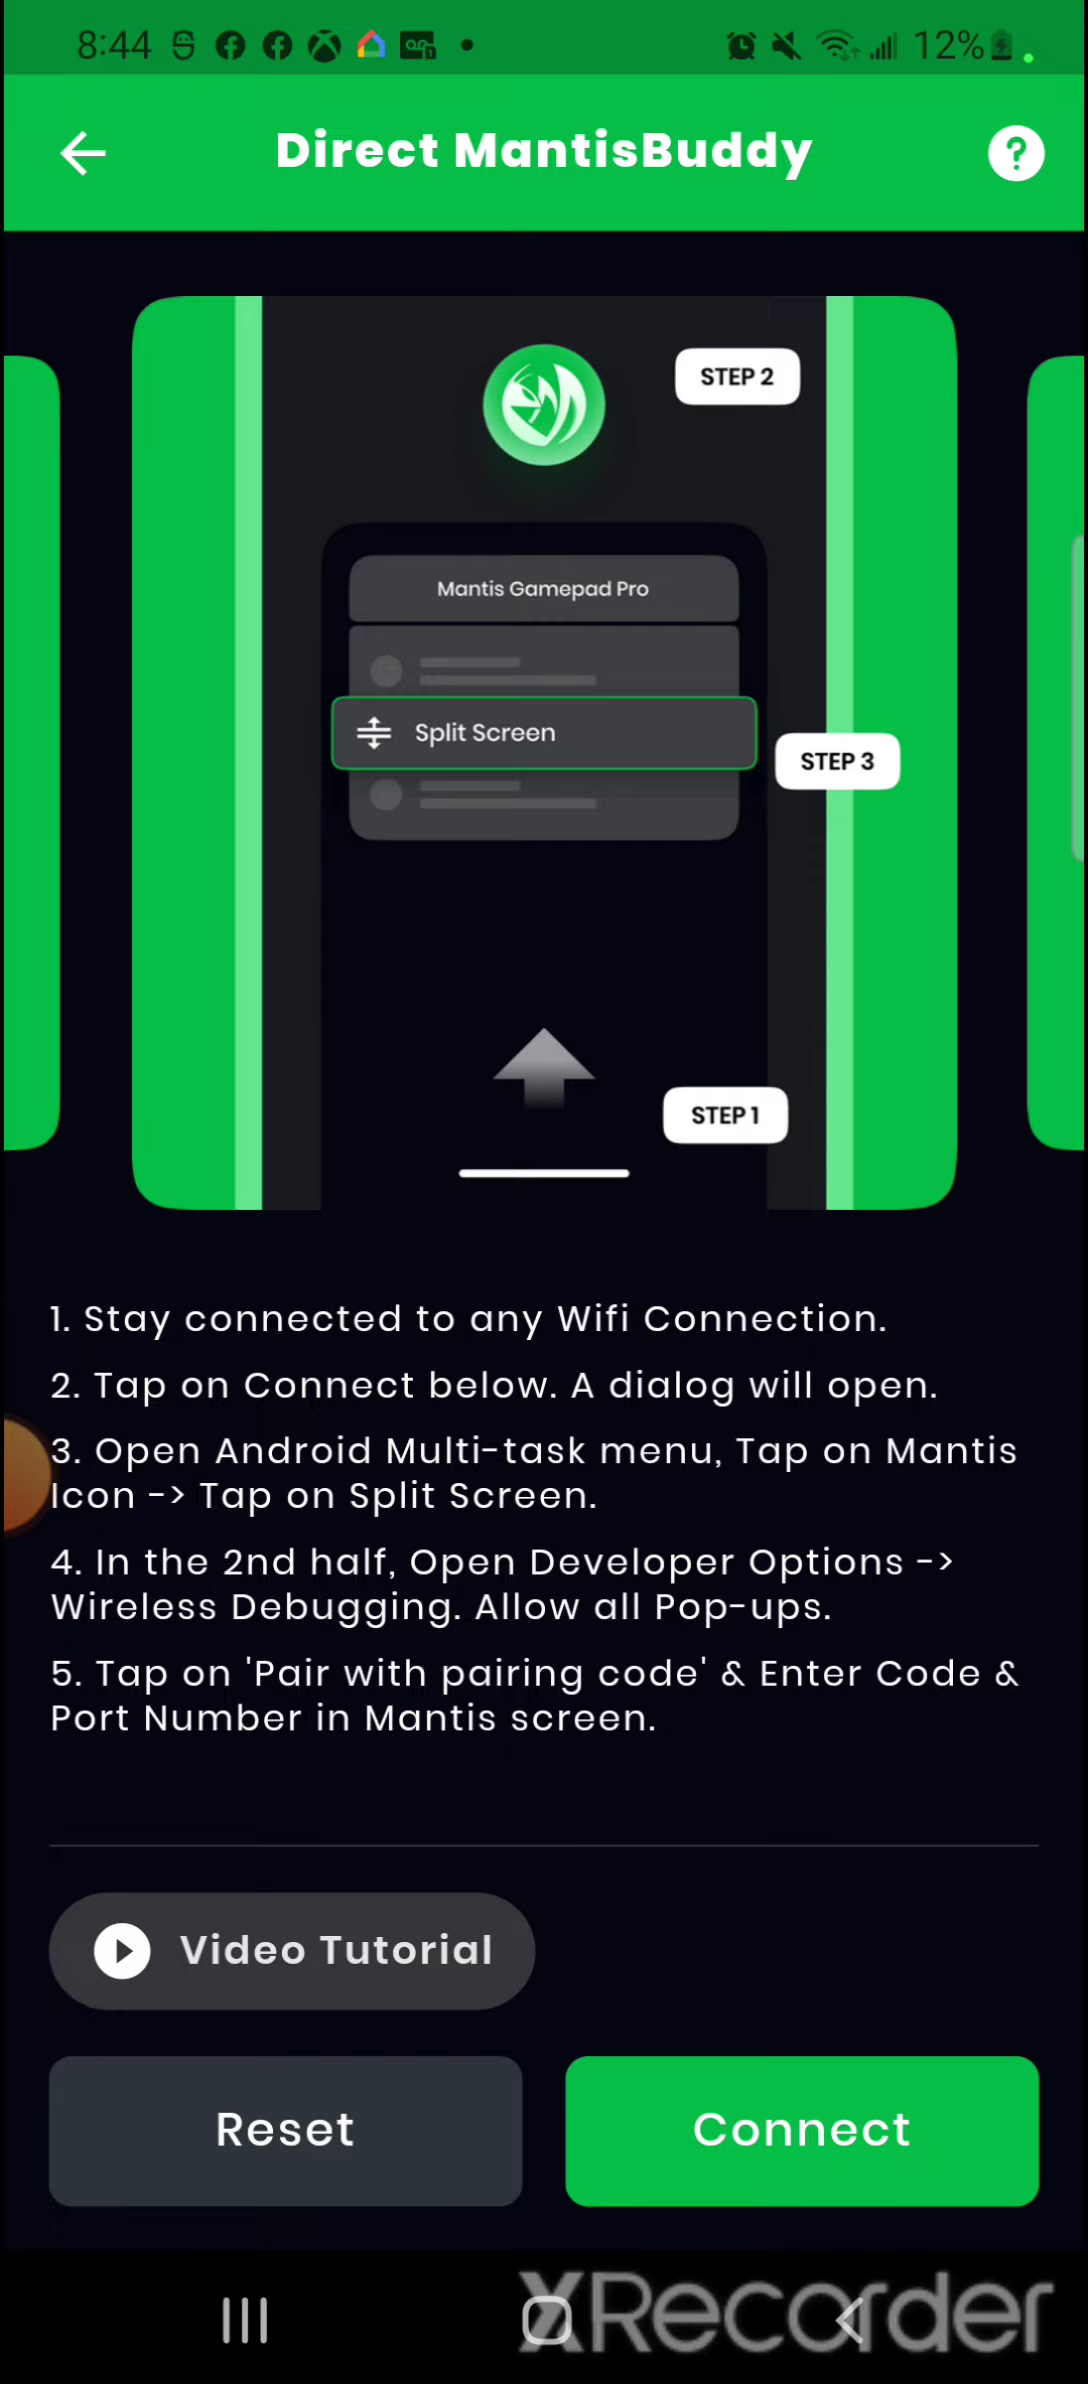 8:44
12%
Direct MantisBuddy
?
STEP 2
Mantis Gamepad Pro
Split Screen
STEP 3
STEP 1
1. Stay connected to any Wifi Connection.
2. Tap on Connect below. A dialog will open.
3. Open Android Multi-task menu, Tap on Mantis
Icon -> Tap on Split Screen.
4. In the 2nd half, Open Developer Options ->
Wireless Debugging. Allow all Pop-ups.
5. Tap on 'Pair with pairing code' & Enter Code &
Port Number in Mantis screen.
Video Tutorial
Reset
Connect
XRecorder